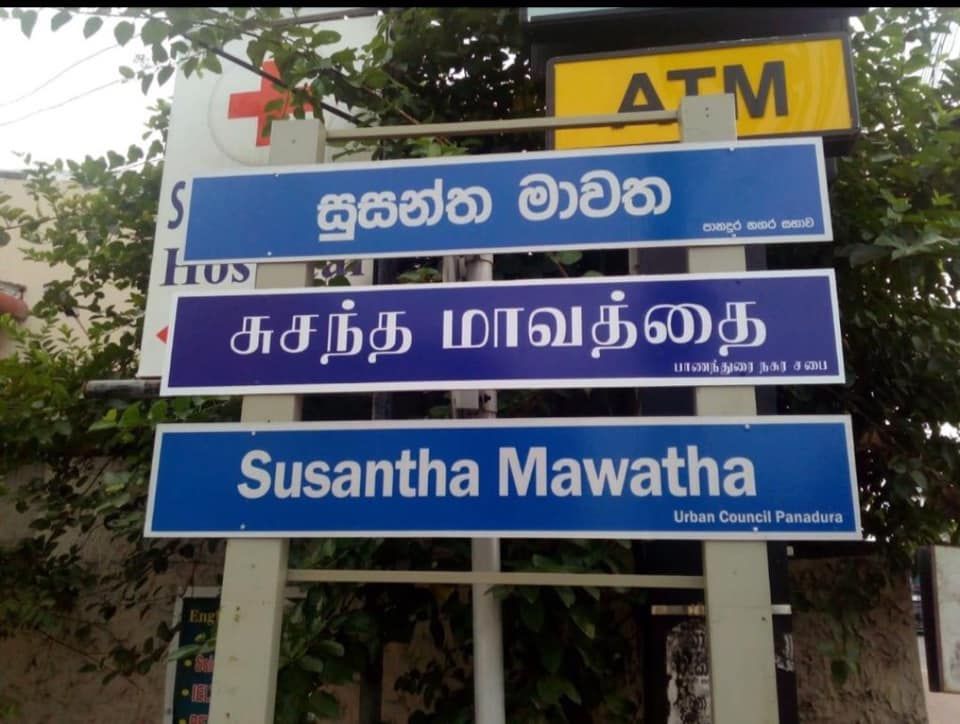 ATM
සුසන්ත මාවත
පානදුර නගර සභාව
சுசந்த மாவத்தை
பாணந்துரை நகர சபை
Susantha Mawatha
Urban Council Panadura